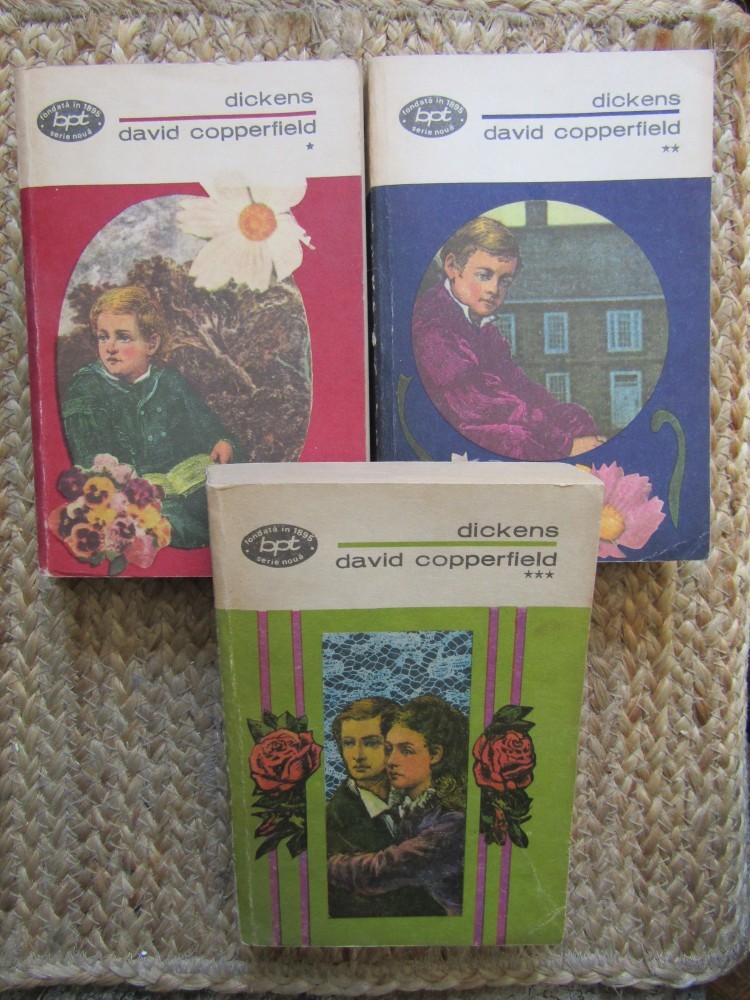 fondată în 1895
bpt
serie nouă
dickens
david copperfield
*
fondată în 1895
bpt
serie nouă
dickens
david copperfield
**
fondată în 1895
bpt
serie nouă
dickens
david copperfield
***